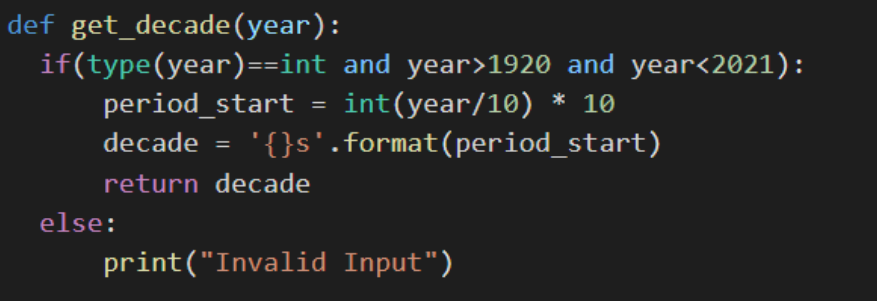 def get_decade(year):
  if(type(year)==int and year>1920 and year<2021):
      period_start = int(year/10) * 10
      decade = '{}s'.format(period_start)
      return decade
  else:
      print("Invalid Input")